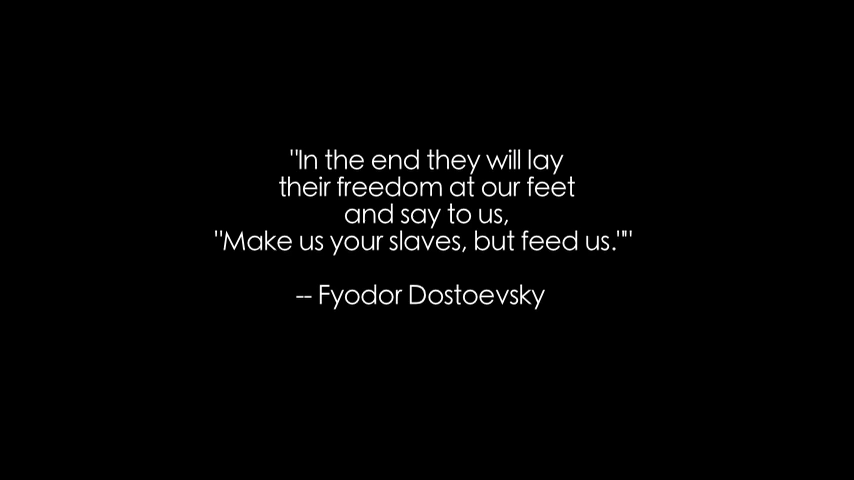 "In the end they will lay
their freedom at our feet
and say to us,
"Make us your slaves, but feed us.""
-- Fyodor Dostoevsky